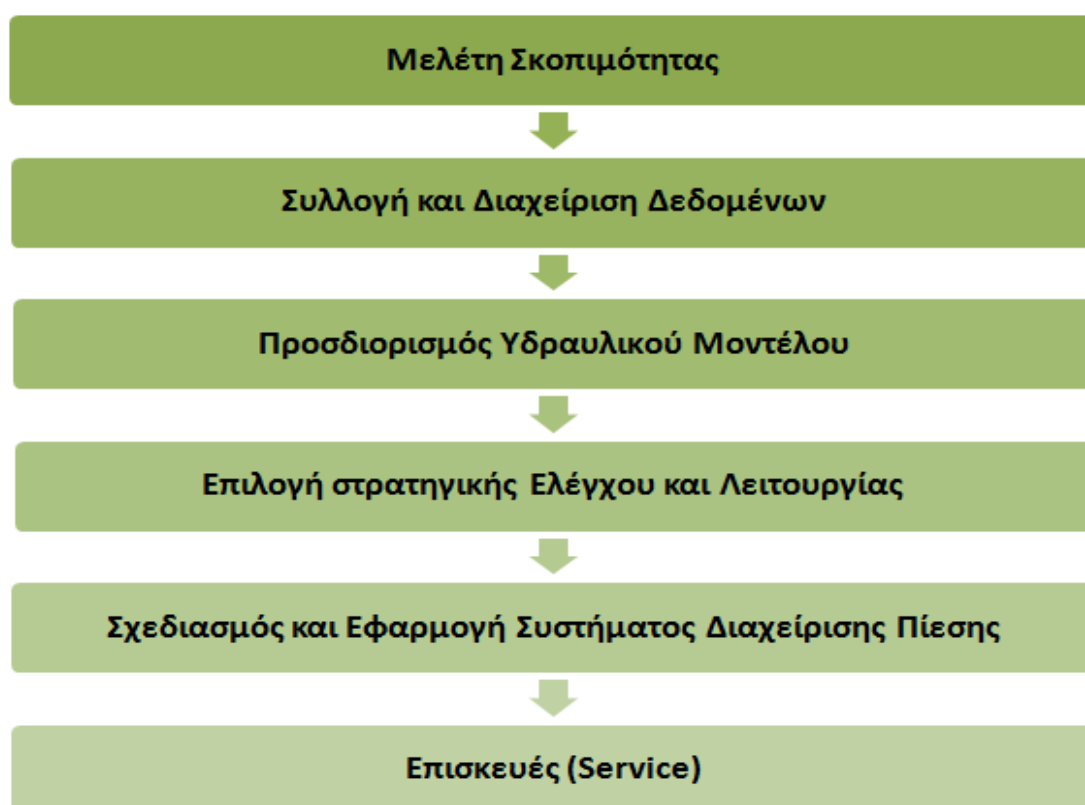 Μελέτη Σκοπιμότητας
Συλλογή και Διαχείριση Δεδομένων
Προσδιορισμός Υδραυλικού Μοντέλου
Επιλογή στρατηγικής Ελέγχου και Λειτουργίας
Σχεδιασμός και Εφαρμογή Συστήματος Διαχείρισης Πίεσης
Επισκευές (Service)